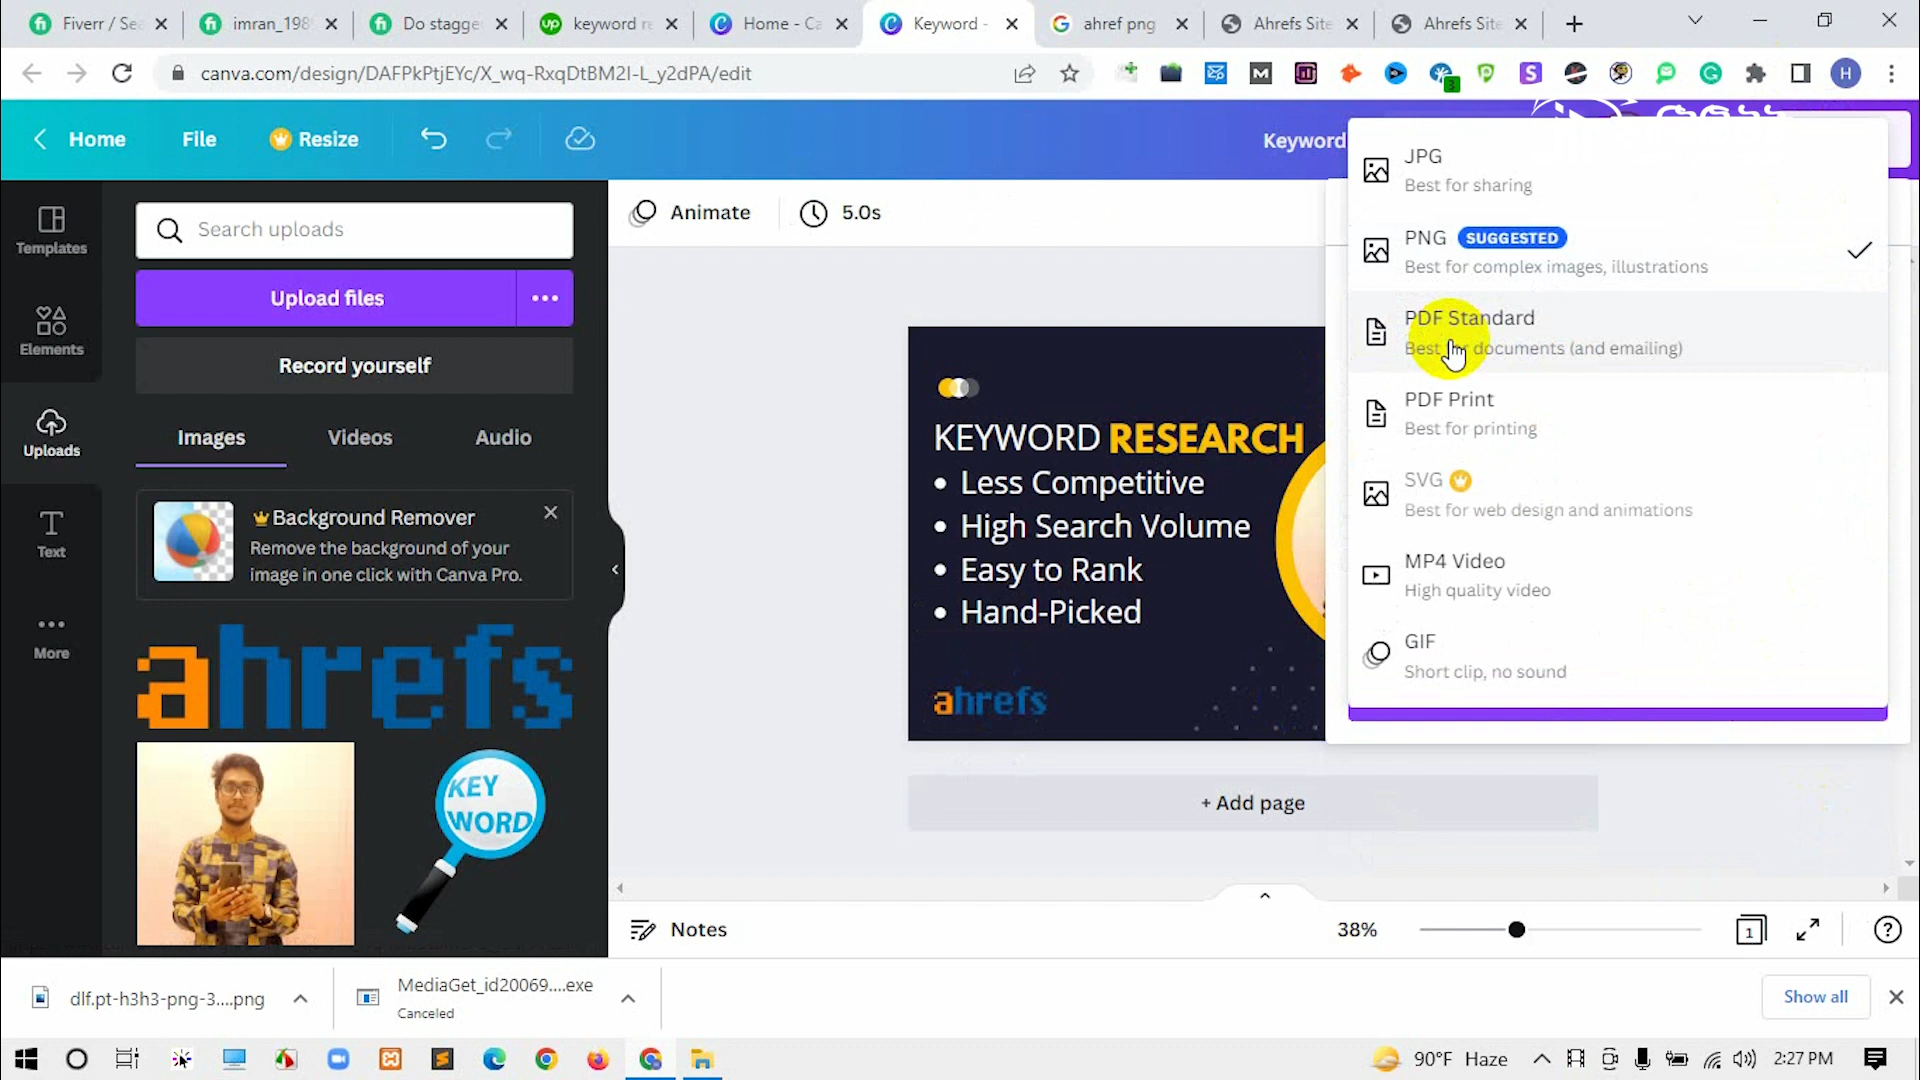 Fiverr / Sea
imran_198
Do stagge
keyword re
Home - Ca
Keyword -
ahref png
Ahrefs Site
Ahrefs Site
canva.com/design/DAFPkPtjEYc/X_wq-RxqDtBM2I-L_y2dPA/edit
H
Home
File
Resize
Keyword
Templates
Elements
Uploads
Text
More
Search uploads
Upload files
Record yourself
Images
Videos
Audio
Background Remover
Remove the background of your
image in one click with Canva Pro.
ahrefs
KEY
WORD
Animate
5.0s
KEYWORD RESEARCH
• Less Competitive
• High Search Volume
• Easy to Rank
• Hand-Picked
ahrefs
+ Add page
JPG
Best for sharing
PNG SUGGESTED
Best for complex images, illustrations
PDF Standard
Best for documents (and emailing)
PDF Print
Best for printing
SVG
Best for web design and animations
MP4 Video
High quality video
GIF
Short clip, no sound
Notes
38%
1
dlf.pt-h3h3-png-3....png
MediaGet_id20069....exe
Canceled
Show all
90°F Haze
2:27 PM